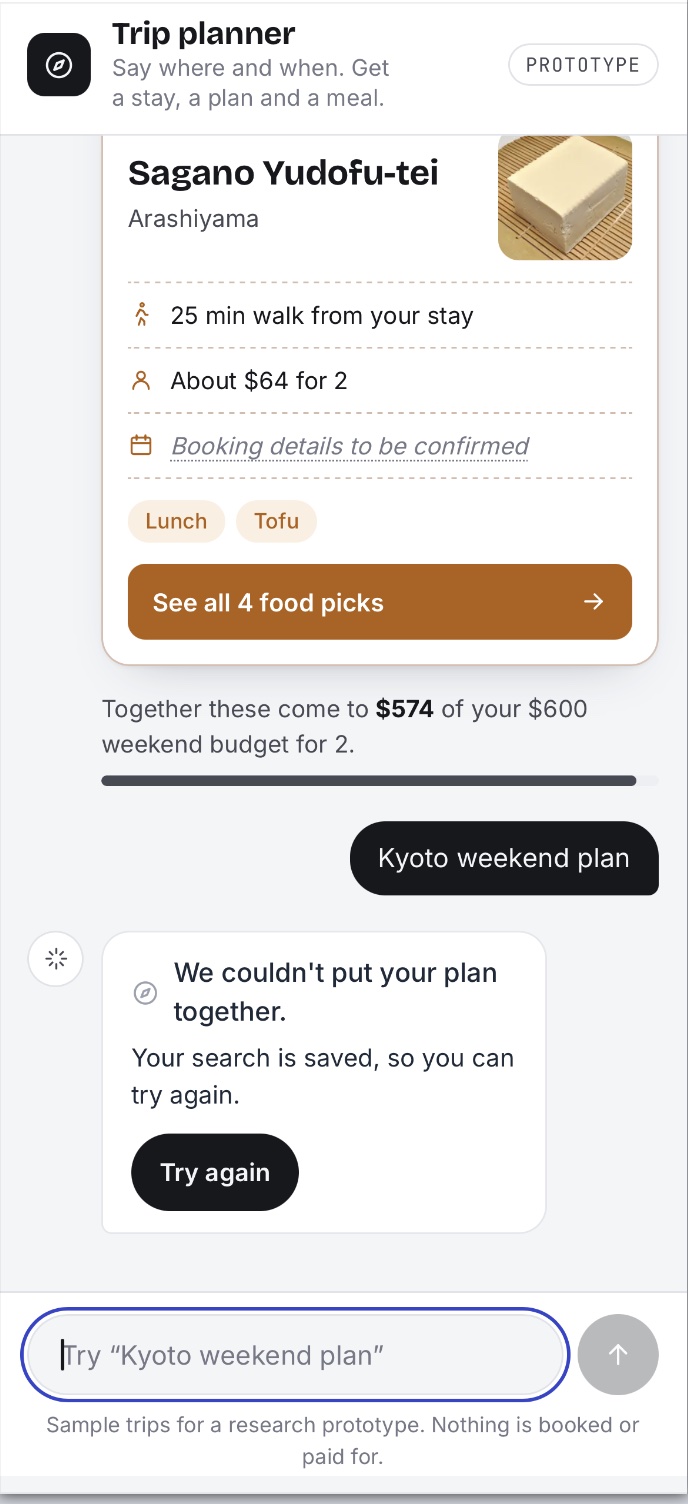 Trip planner
Say where and when. Get
a stay, a plan and a meal.
PROTOTYPE
Sagano Yudofu-tei
Arashiyama
25 min walk from your stay
About $64 for 2
Booking details to be confirmed
Lunch
Tofu
See all 4 food picks
Together these come to $574 of your $600
weekend budget for 2.
Kyoto weekend plan
We couldn't put your plan
together.
Your search is saved, so you can
try again.
Try again
Try “Kyoto weekend plan”
Sample trips for a research prototype. Nothing is booked or
paid for.